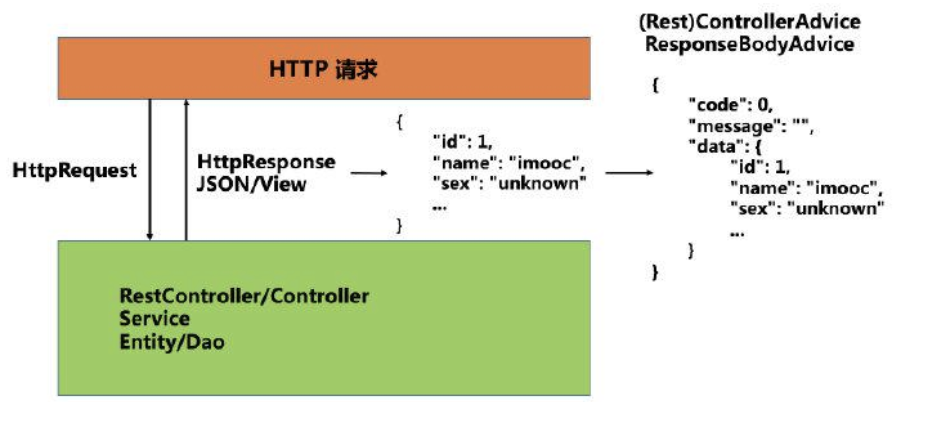 (Rest)ControllerAdvice
ResponseBodyAdvice
HTTP 请求
HttpRequest
HttpResponse
JSON/View
{
"id": 1,
"name": "imooc",
"sex": "unknown"
...
}
{
"code": 0,
"message": "",
"data": {
"id": 1,
"name": "imooc",
"sex": "unknown"
...
}
}
RestController/Controller
Service
Entity/Dao